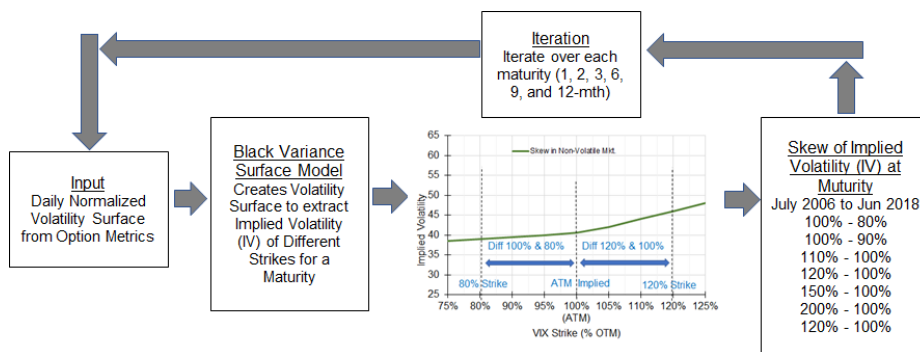 Iteration
Iterate over each
maturity (1, 2, 3, 6,
9, and 12-mth)
Input
Daily Normalized
Volatility Surface
from Option Metrics
Black Variance
Surface Model
Creates Volatility
Surface to extract
Implied Volatility
(IV) of Different
Strikes for a
Maturity
65
60
55
50
45
40
35
30
25
Implied Volatility
Skew in Non-Volatile Mkt.
Diff 100% & 80%
Diff 120% & 100%
80% Strike
ATM Implied
120% Strike
75% 80% 90% 95% 100% 105% 110% 120% 125%
(ATM)
VIX Strike (% OTM)
Skew of Implied
Volatility (IV) at
Muturity
July 2006 to Jun 2018
100% - 80%
100% - 90%
110% - 100%
120% - 100%
150% - 100%
200% - 100%
120% - 100%